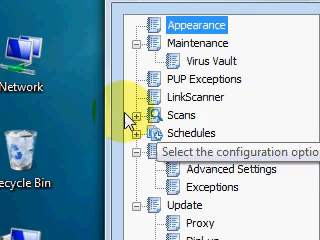 Appearance
Maintenance
Virus Vault
PUP Exceptions
LinkScanner
Scans
Schedules
Select the configuration optio
Advanced Settings
Exceptions
Update
Proxy
Network
ecycle Bin